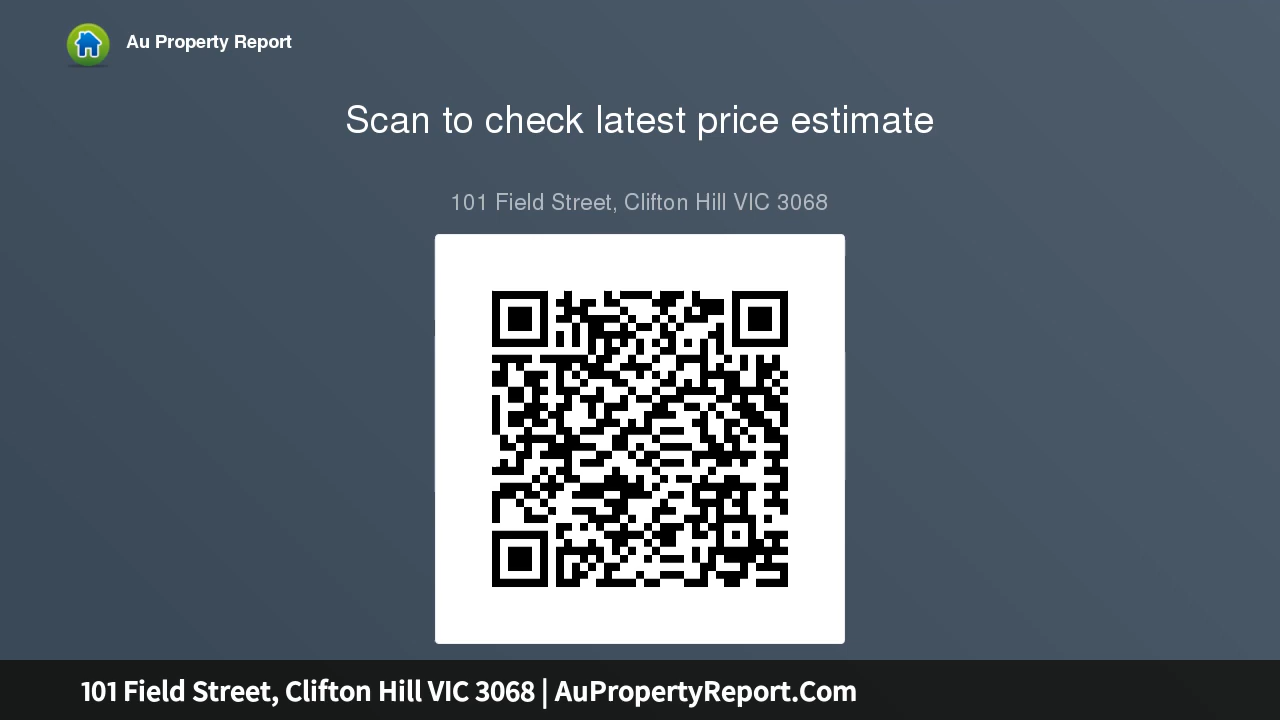 Au Property Report
Scan to check latest price estimate
101 Field Street, Clifton Hill VIC 3068
101 Field Street, Clifton Hill VIC 3068 | AuPropertyReport.Com